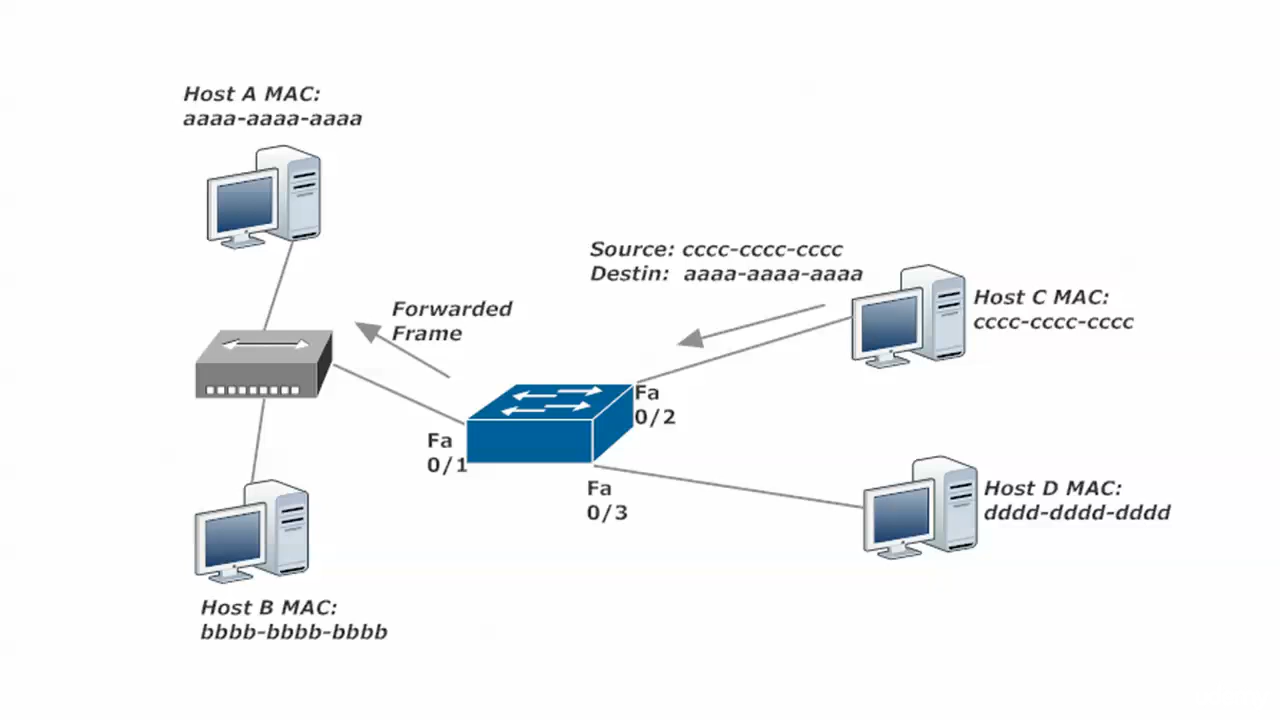 Host A MAC:
aaaa-aaaa-aaaa
Source: cccc-cccc-cccc
Destin: aaaa-aaaa-aaaa
Host C MAC:
cccc-cccc-cccc
Forwarded
Frame
Fa
0/2
Fa
0/1
Fa
0/3
Host D MAC:
dddd-dddd-dddd
Host B MAC:
bbbb-bbbb-bbbb